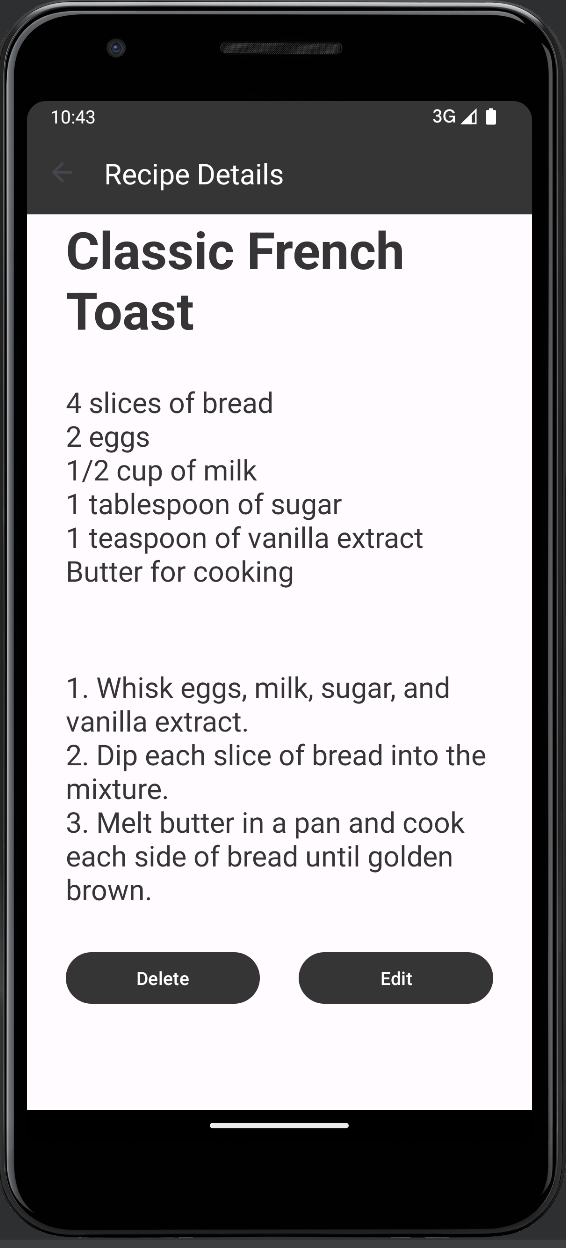 10:43 3G
Recipe Details
Classic French
Toast
4 slices of bread
2 eggs
1/2 cup of milk
1 tablespoon of sugar
1 teaspoon of vanilla extract
Butter for cooking
1. Whisk eggs, milk, sugar, and
vanilla extract.
2. Dip each slice of bread into the
mixture.
3. Melt butter in a pan and cook
each side of bread until golden
brown.
Delete Edit